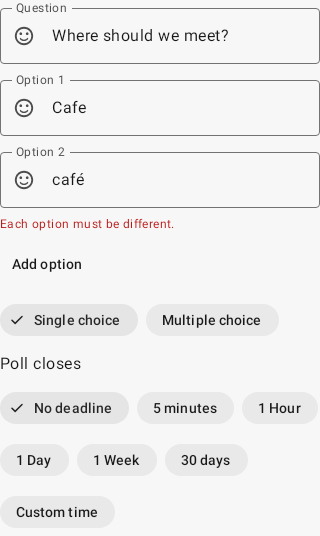 Question
Where should we meet?
Option 1
Cafe
Option 2
café
Each option must be different.
Add option
Single choice Multiple choice
Poll closes
No deadline 5 minutes 1 Hour
1 Day 1 Week 30 days
Custom time